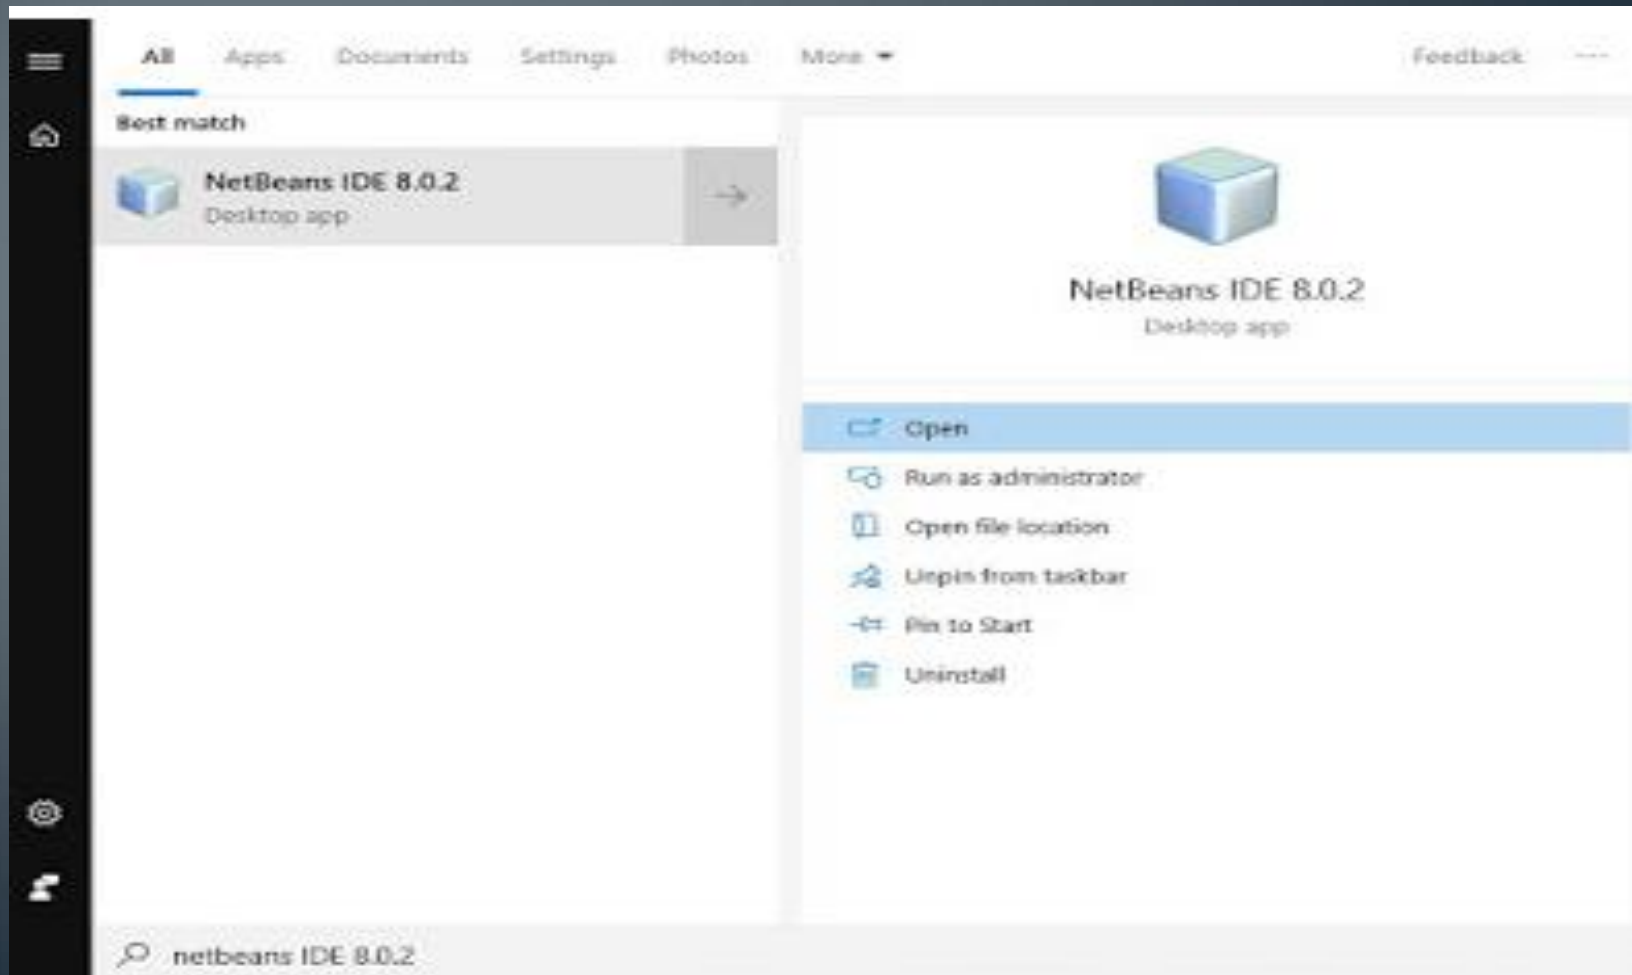 All Apps Documents Settings Photos More Feedback ...
Best match
NetBeans IDE 8.0.2
Desktop app
NetBeans IDE 8.0.2
Desktop app
Open
Run as administrator
Open file location
Unpin from taskbar
Pin to Start
Uninstall
netbeans IDE 8.0.2